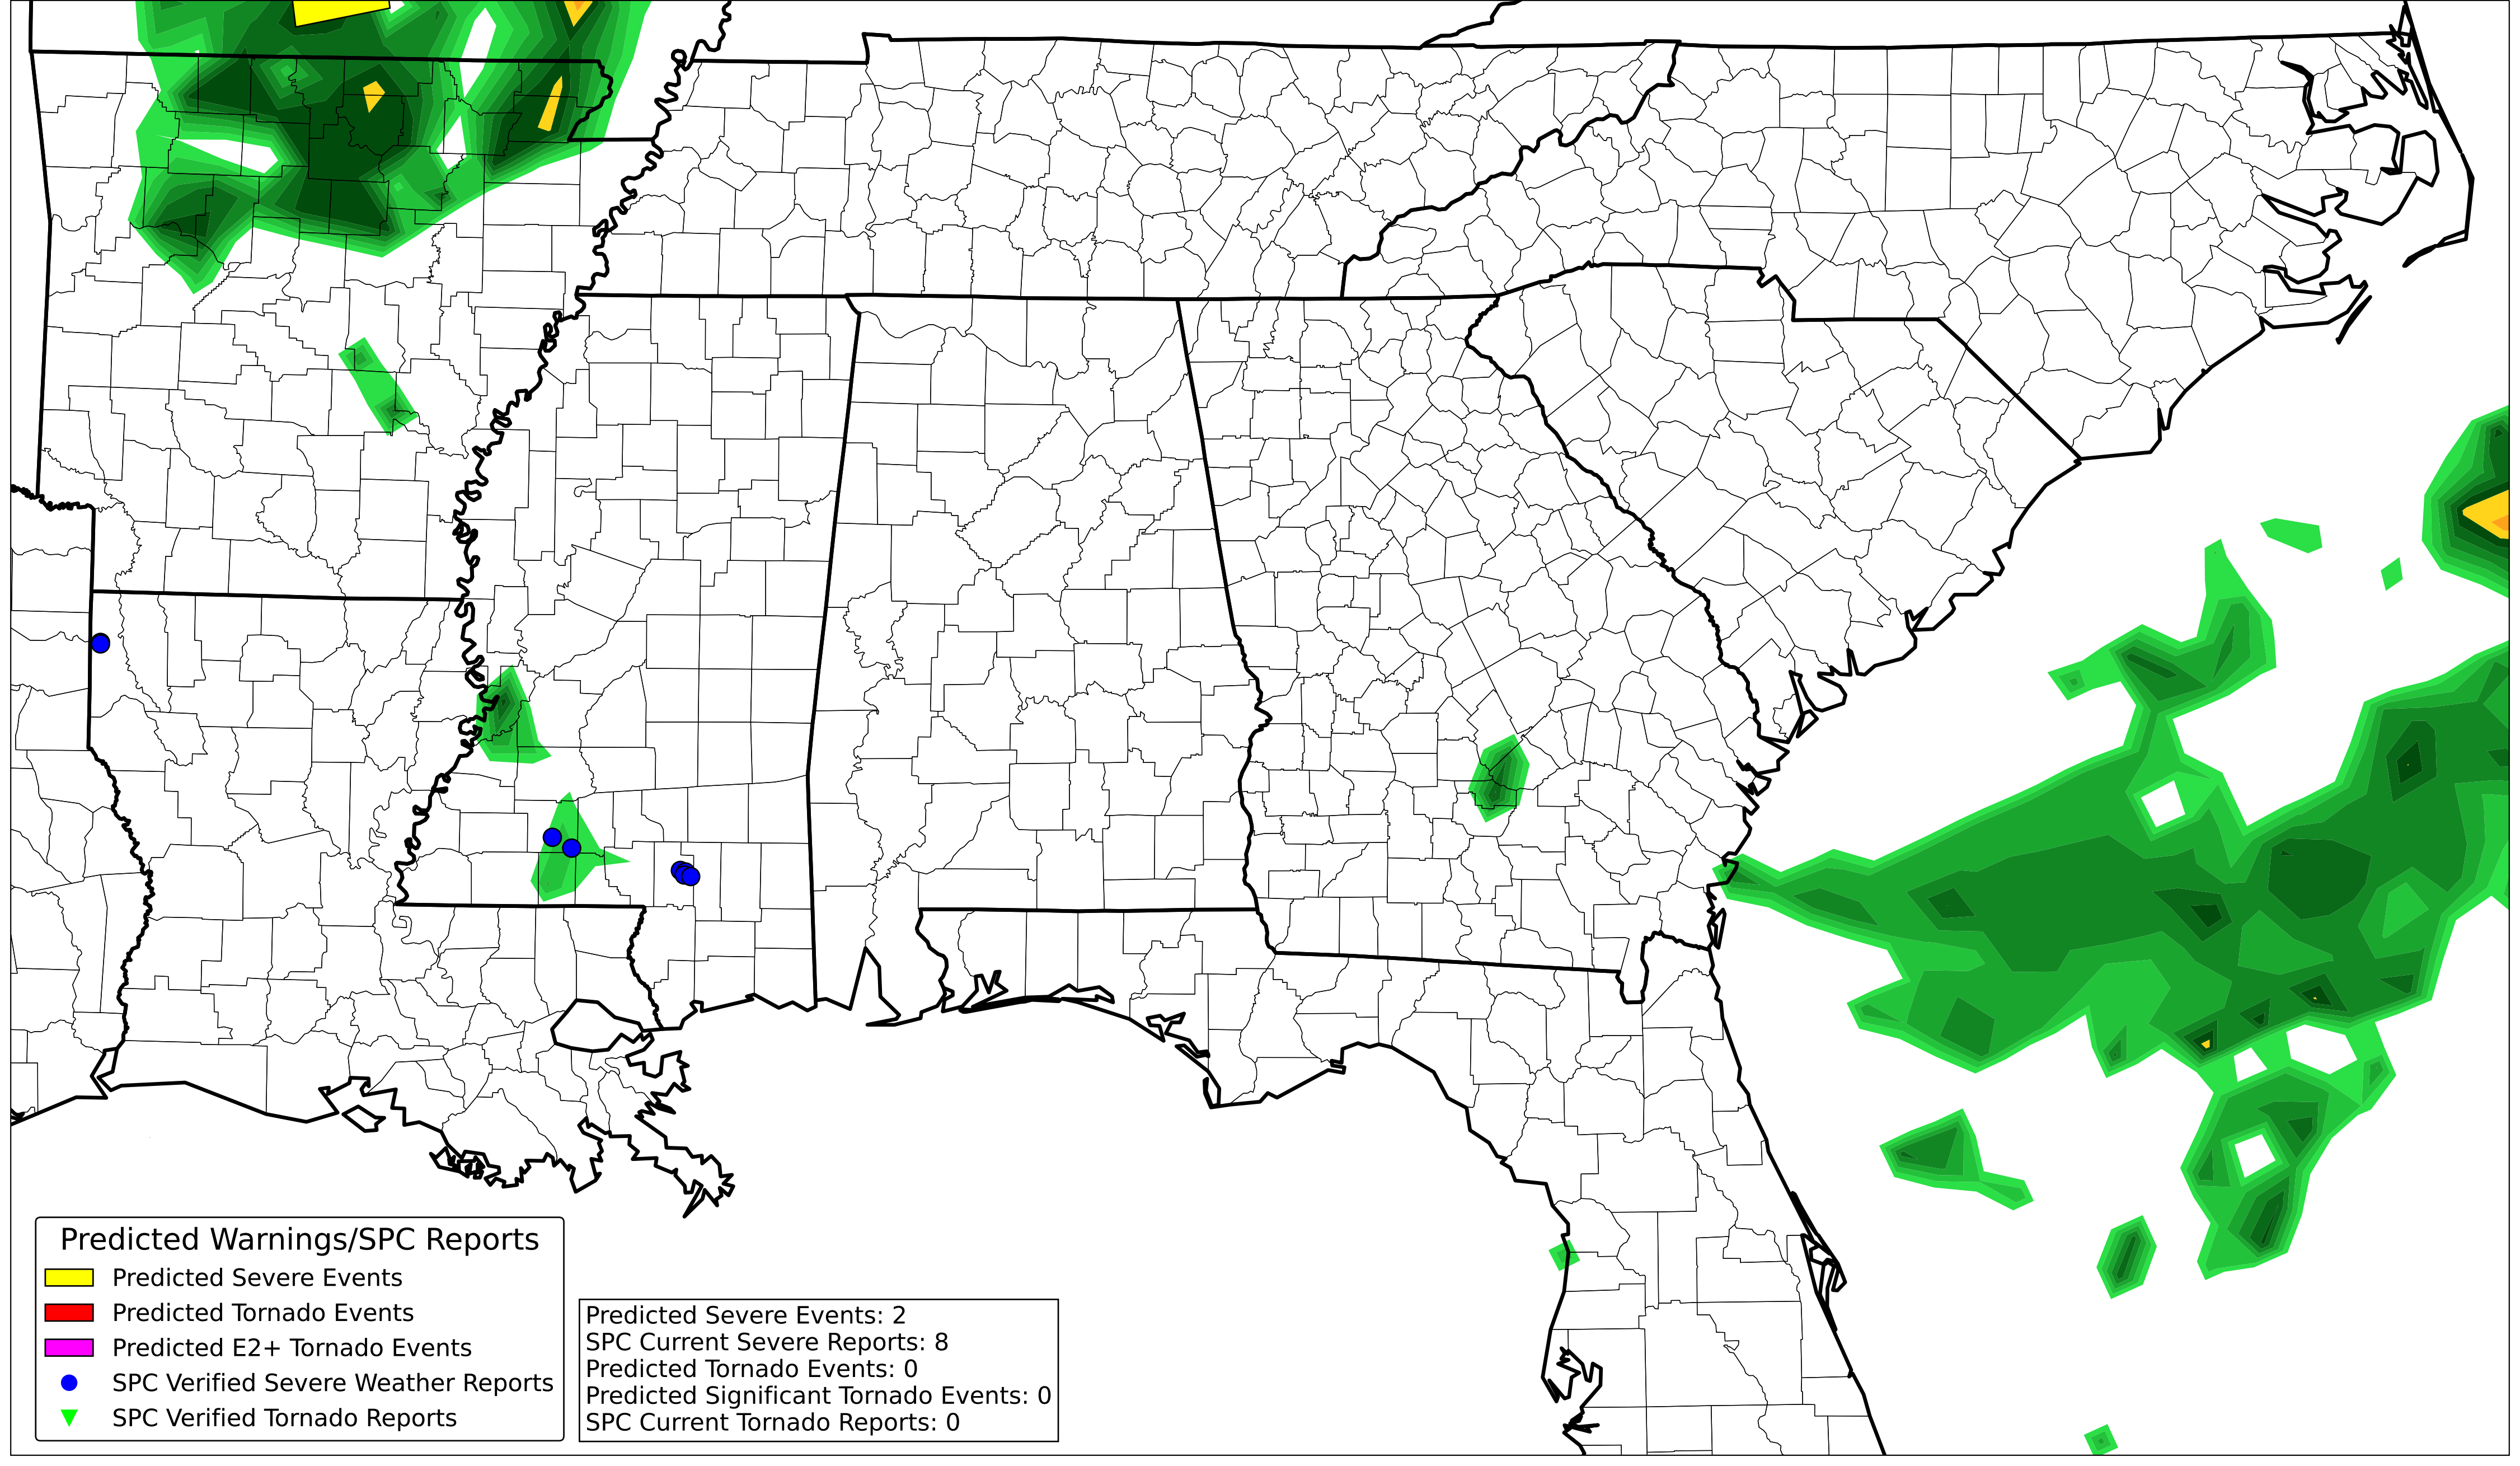 Predicted Warnings/SPC Reports
Predicted Severe Events
Predicted Tornado Events
Predicted E2+ Tornado Events
SPC Verified Severe Weather Reports
SPC Verified Tornado Reports
Predicted Severe Events: 2
SPC Current Severe Reports: 8
Predicted Tornado Events: 0
Predicted Significant Tornado Events: 0
SPC Current Tornado Reports: 0